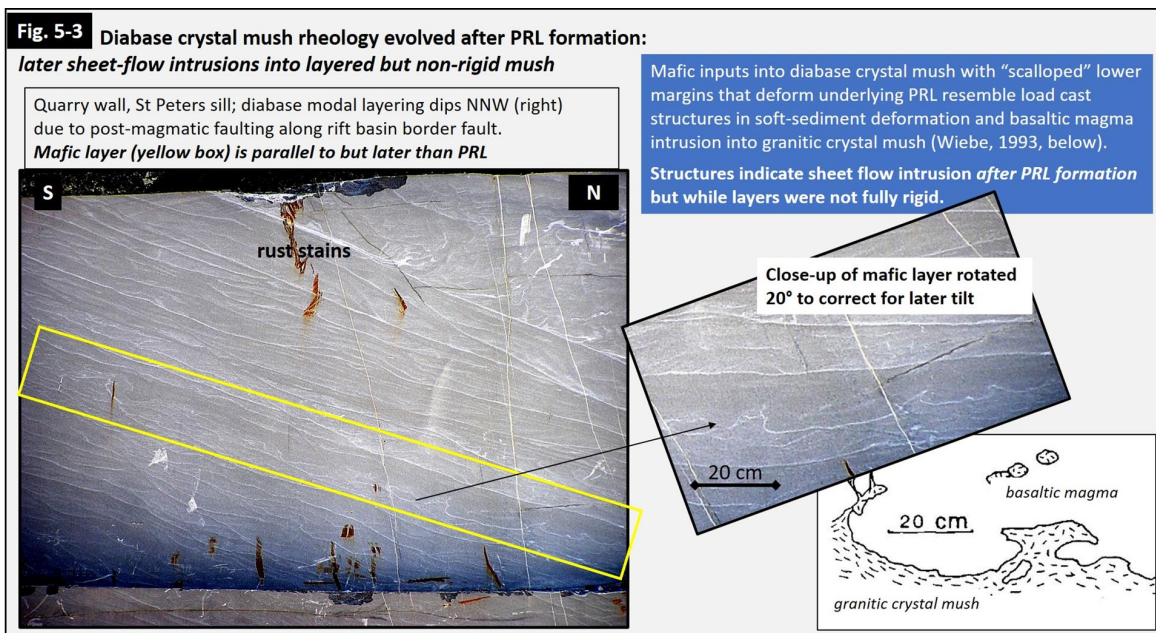 Fig. 5-3 Diabase crystal mush rheology evolved after PRL formation:
later sheet-flow intrusions into layered but non-rigid mush
Quarry wall, St Peters sill; diabase modal layering dips NNW (right)
due to post-magmatic faulting along rift basin border fault.
Mafic layer (yellow box) is parallel to but later than PRL
Mafic inputs into diabase crystal mush with “scalloped” lower
margins that deform underlying PRL resemble load cast
structures in soft-sediment deformation and basaltic magma
intrusion into granitic crystal mush (Wiebe, 1993, below).
Structures indicate sheet flow intrusion after PRL formation
but while layers were not fully rigid.
S
N
rust stains
Close-up of mafic layer rotated
20° to correct for later tilt
20 cm
basaltic magma
20 cm
granitic crystal mush